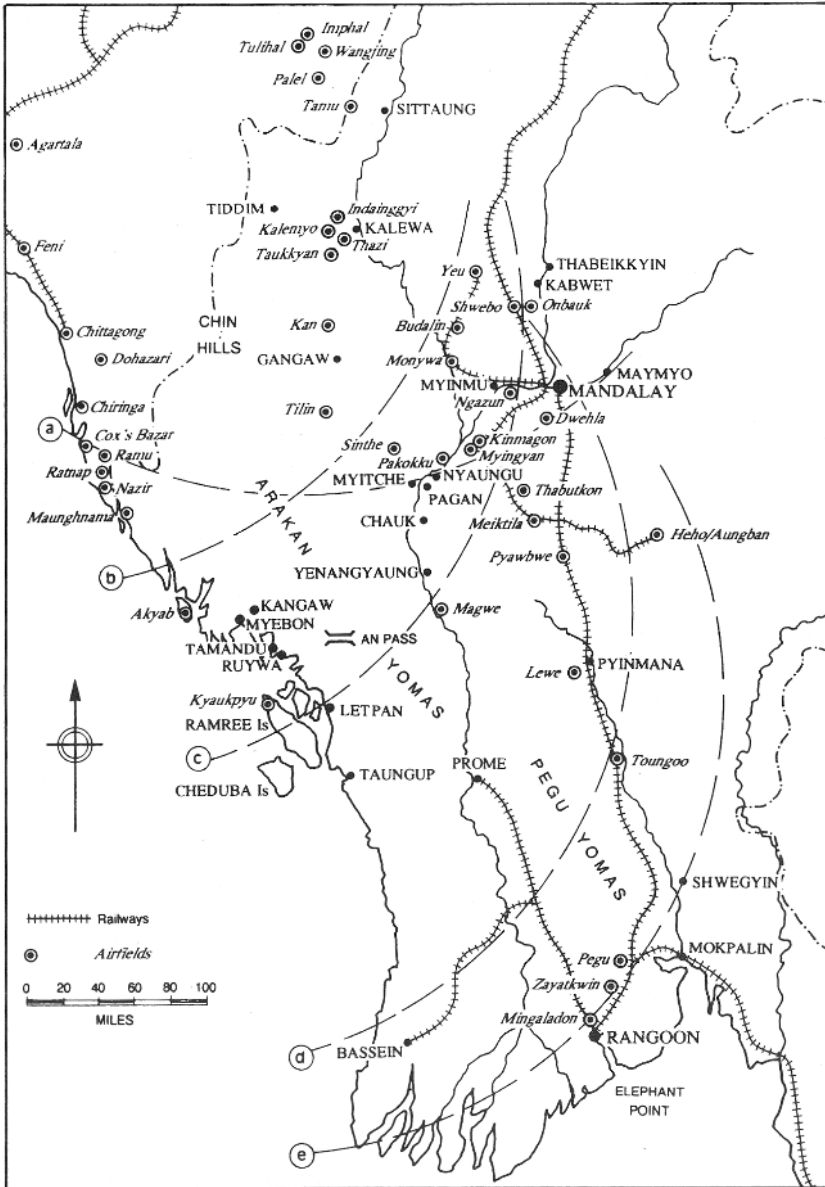 Imphal
Tulihal
Wangjing
Palel
Tamu
SITTAUNG
Agartala
TIDDIM
Indainggyi
Kalemyo
KALEWA
Thazi
Taukkyan
Feni
Yeu
THABEIKKYIN
KABWET
Shwebo
Onbauk
CHIN
HILLS
Kan
Budalin
Chittagong
Dohazari
GANGAW
Monywa
MAYMYO
MYINMU
MANDALAY
Ngazun
Chiringa
Tilin
Dwehla
a
Cox's Bazar
Ramu
Kinmagon
Sinthe
Myingyan
Pakokku
Ratnap
NYAUNGU
Nazir
MYITCHE
PAGAN
Thabutkon
Maunghnama
CHAUK
Meiktila
Heho/Aungban
ARAKAN
YOMAS
b
YENANGYAUNG
Pyawbwe
Akyab
KANGAW
MYEBON
Magwe
AN PASS
TAMANDU
RUYWA
PYINMANA
Lewe
Kyaukpyu
RAMREE Is
LETPAN
c
CHEDUBA Is
TAUNGUP
PROME
Toungoo
PEGU
YOMAS
SHWEGYIN
Railways
Airfields
Pegu
MOKPALIN
0 20 40 60 80 100
MILES
Zayatkwin
Mingaladon
RANGOON
d
BASSEIN
ELEPHANT
POINT
e